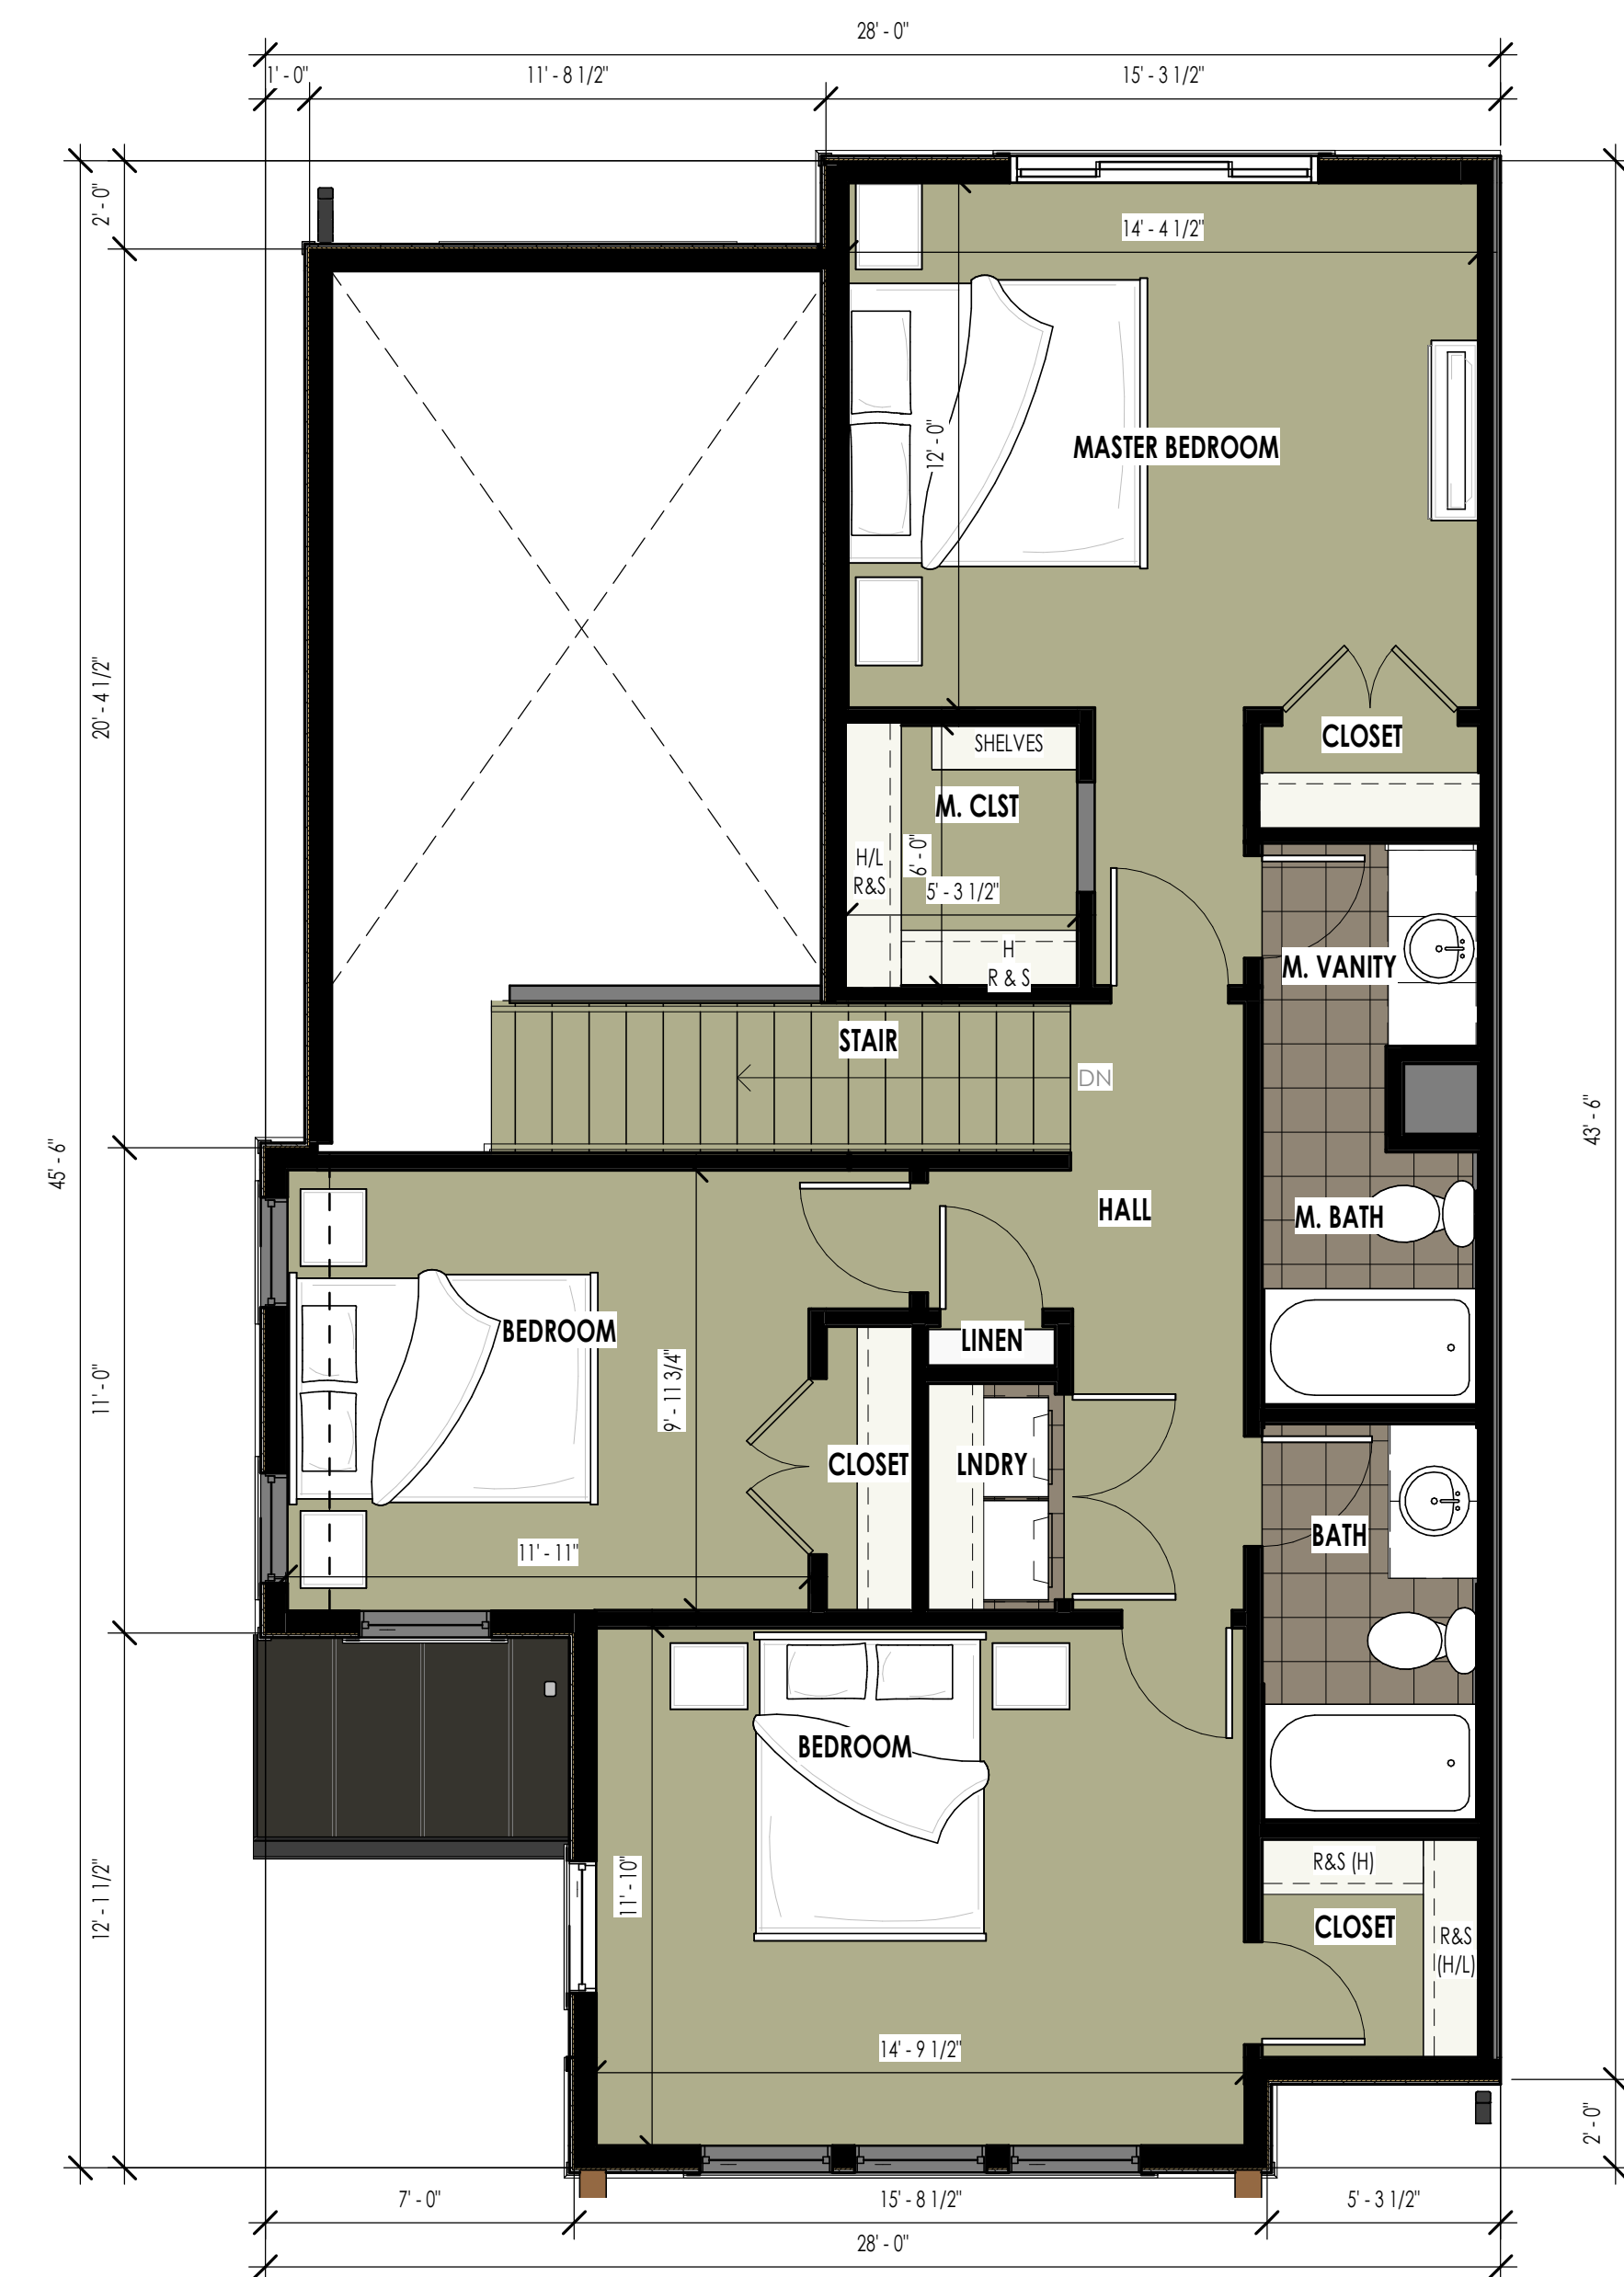 28' - 0"
1' - 0"
11' - 8 1/2"
15' - 3 1/2"
2' - 0"
14' - 4 1/2"
12' - 0"
MASTER BEDROOM
20' - 4 1/2"
CLOSET
SHELVES
M. CLST
H/L
R&S
6' - 0"
5' - 3 1/2"
H
R & S
M. VANITY
STAIR
DN
45' - 6"
43' - 6"
HALL
M. BATH
BEDROOM
LINEN
9' - 11 3/4"
11' - 0"
CLOSET
LNDRY
BATH
11' - 11"
BEDROOM
11' - 10"
12' - 1 1/2"
R&S (H)
CLOSET
R&S
(H/L)
14' - 9 1/2"
2' - 0"
7' - 0"
15' - 8 1/2"
5' - 3 1/2"
28' - 0"